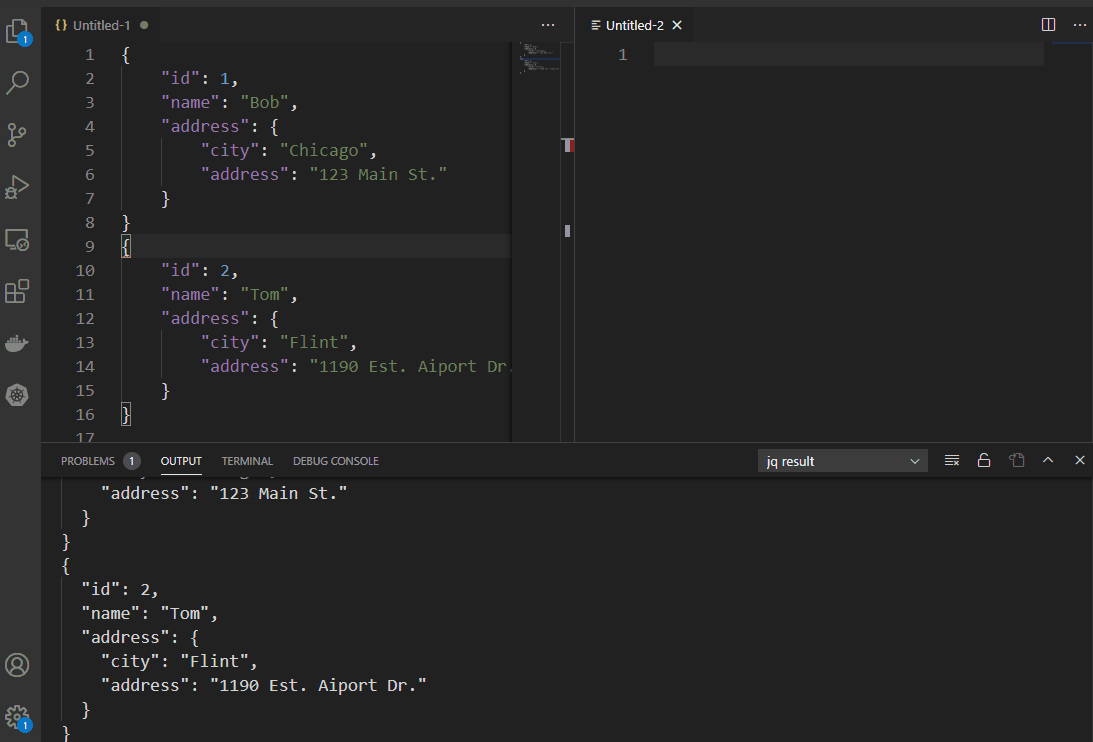 1
{} Untitled-1
Untitled-2
1 {
2 "id": 1,
3 "name": "Bob",
4 "address": {
5 "city": "Chicago",
6 "address": "123 Main St."
7 }
8 }
9 {
10 "id": 2,
11 "name": "Tom",
12 "address": {
13 "city": "Flint",
14 "address": "1190 Est. Aiport Dr.
15 }
16 }
17
1
PROBLEMS 1 OUTPUT TERMINAL DEBUG CONSOLE
jq result
"address": "123 Main St."
}
}
{
"id": 2,
"name": "Tom",
"address": {
"city": "Flint",
"address": "1190 Est. Aiport Dr."
}
}
1